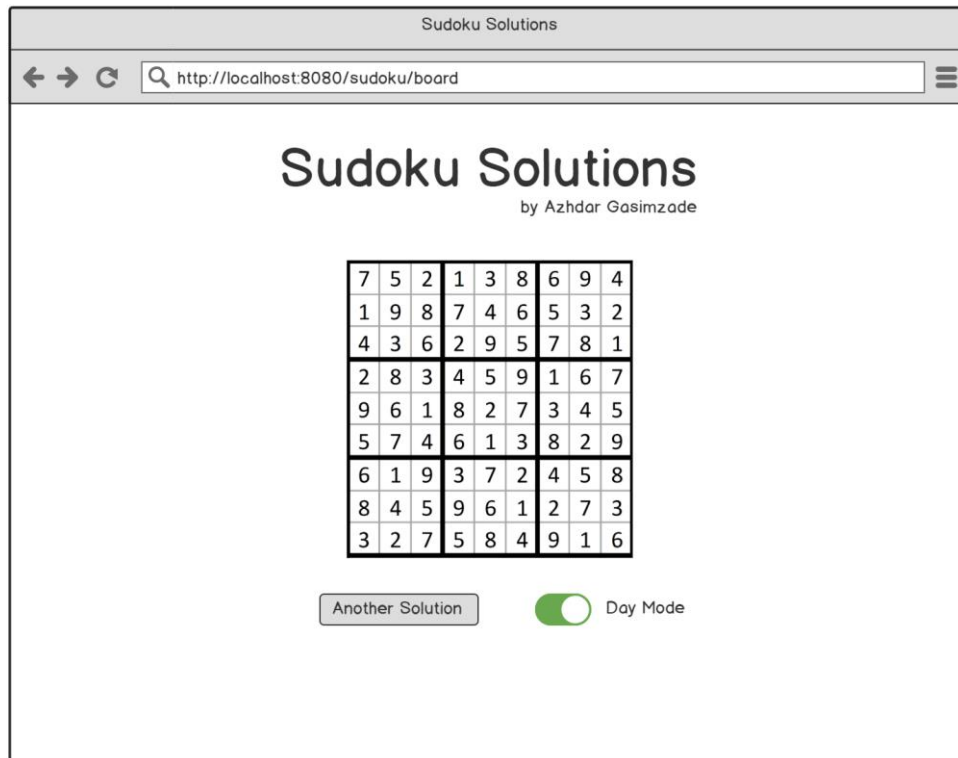 Sudoku Solutions
http://localhost:8080/sudoku/board
Sudoku Solutions
by Azhdar Gasimzade
7 5 2 1 3 8 6 9 4
1 9 8 7 4 6 5 3 2
4 3 6 2 9 5 7 8 1
2 8 3 4 5 9 1 6 7
9 6 1 8 2 7 3 4 5
5 7 4 6 1 3 8 2 9
6 1 9 3 7 2 4 5 8
8 4 5 9 6 1 2 7 3
3 2 7 5 8 4 9 1 6
Another Solution
Day Mode